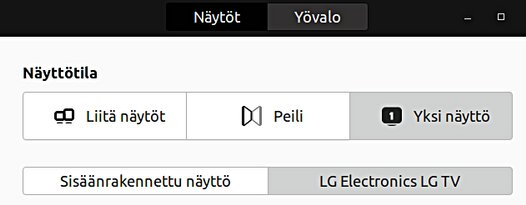 Näytöt Yövalo
Näyttötila
Liitä näytöt Peili 1 Yksi näyttö
Sisäänrakennettu näyttö LG Electronics LG TV